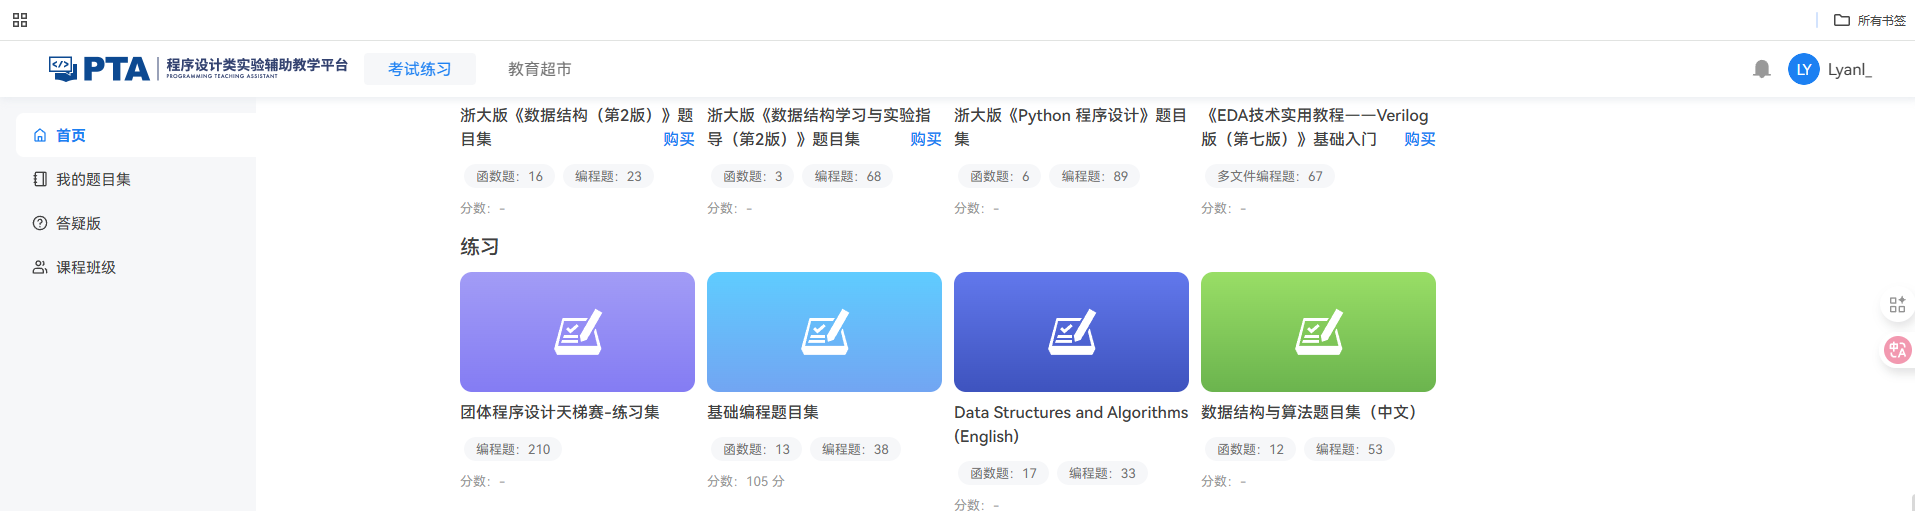 所有书签
PTA 程序设计类实验辅助教学平台
PROGRAMMING TEACHING ASSISTANT
考试练习
教育超市
LY
Lyanl_
首页
我的题目集
答疑版
课程班级
浙大版《数据结构（第2版）》题目集
购买
函数题：16
编程题：23
分数：-
浙大版《数据结构学习与实验指导（第2版）》题目集
购买
函数题：3
编程题：68
分数：-
浙大版《Python 程序设计》题目集
函数题：6
编程题：89
分数：-
《EDA技术实用教程——Verilog版（第七版）》基础入门
购买
多文件编程题：67
分数：-
练习
团体程序设计天梯赛-练习集
编程题：210
分数：-
基础编程题目集
函数题：13
编程题：38
分数：105 分
Data Structures and Algorithms
(English)
函数题：17
编程题：33
分数：-
数据结构与算法题目集（中文）
函数题：12
编程题：53
分数：-
中A